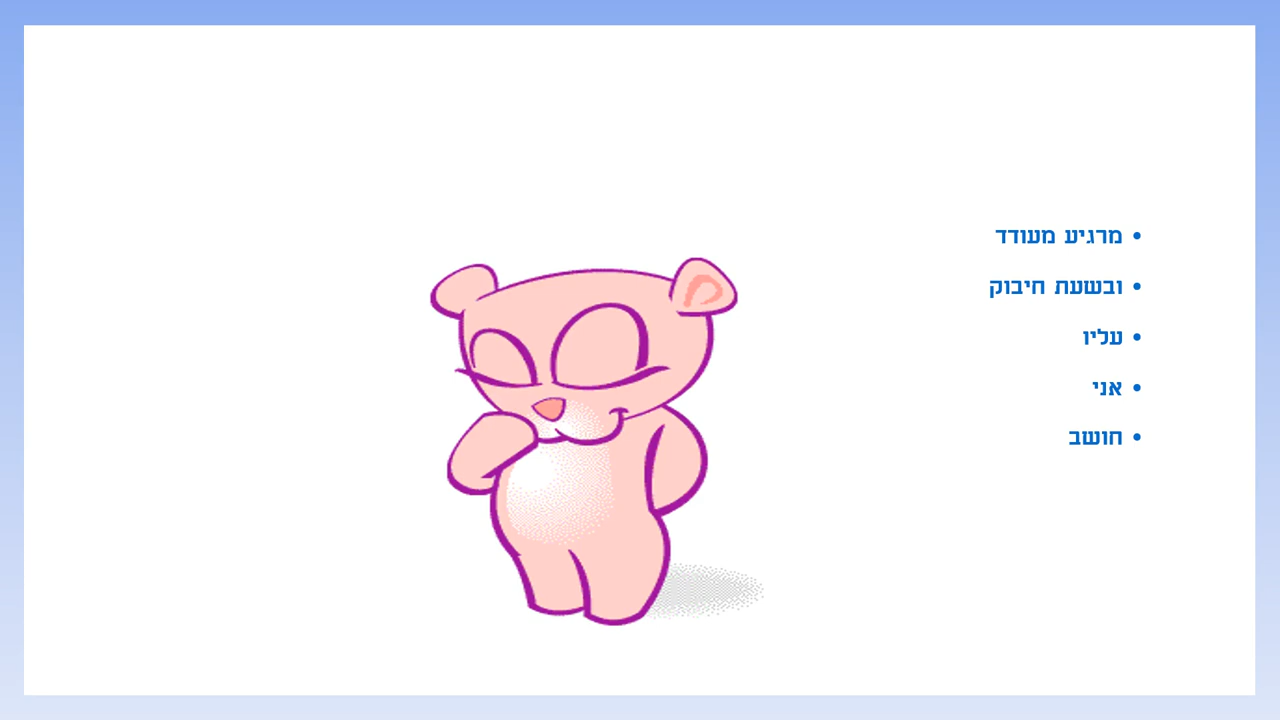 • מרגיע מעודד
• ובשעת חיבוק
• עליו
• אני
• חושב